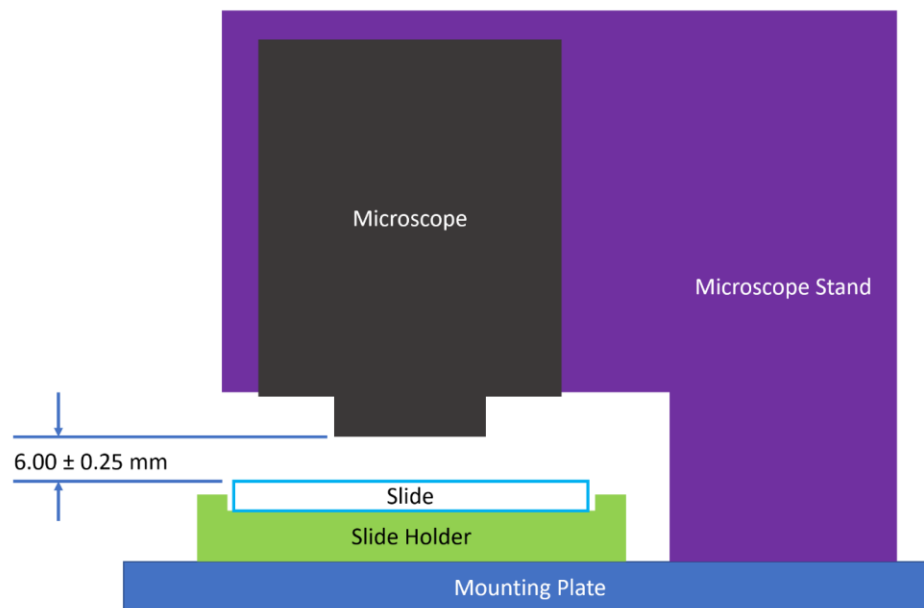 Microscope
Microscope Stand
6.00 ± 0.25 mm
Slide
Slide Holder
Mounting Plate